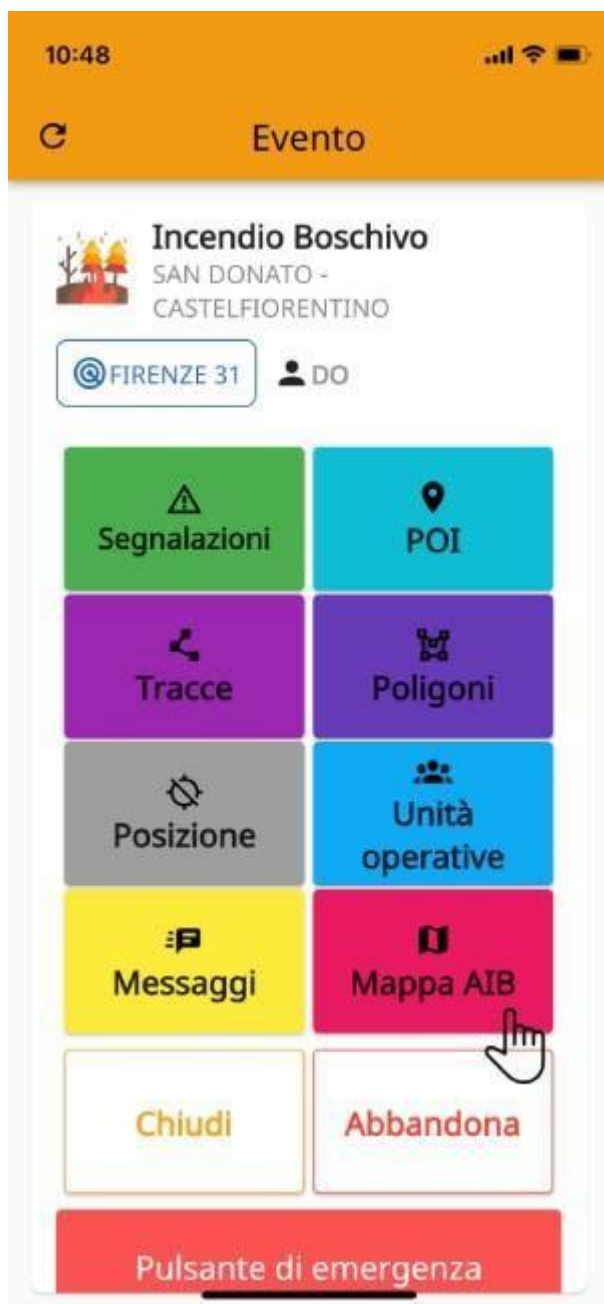 10:48
Evento
Incendio Boschivo
SAN DONATO -
CASTELFIORENTINO
FIRENZE 31 DO
Segnalazioni POI
Tracce Poligoni
Posizione Unità
operative
Messaggi Mappa AIB
Chiudi Abbandona
Pulsante di emergenza